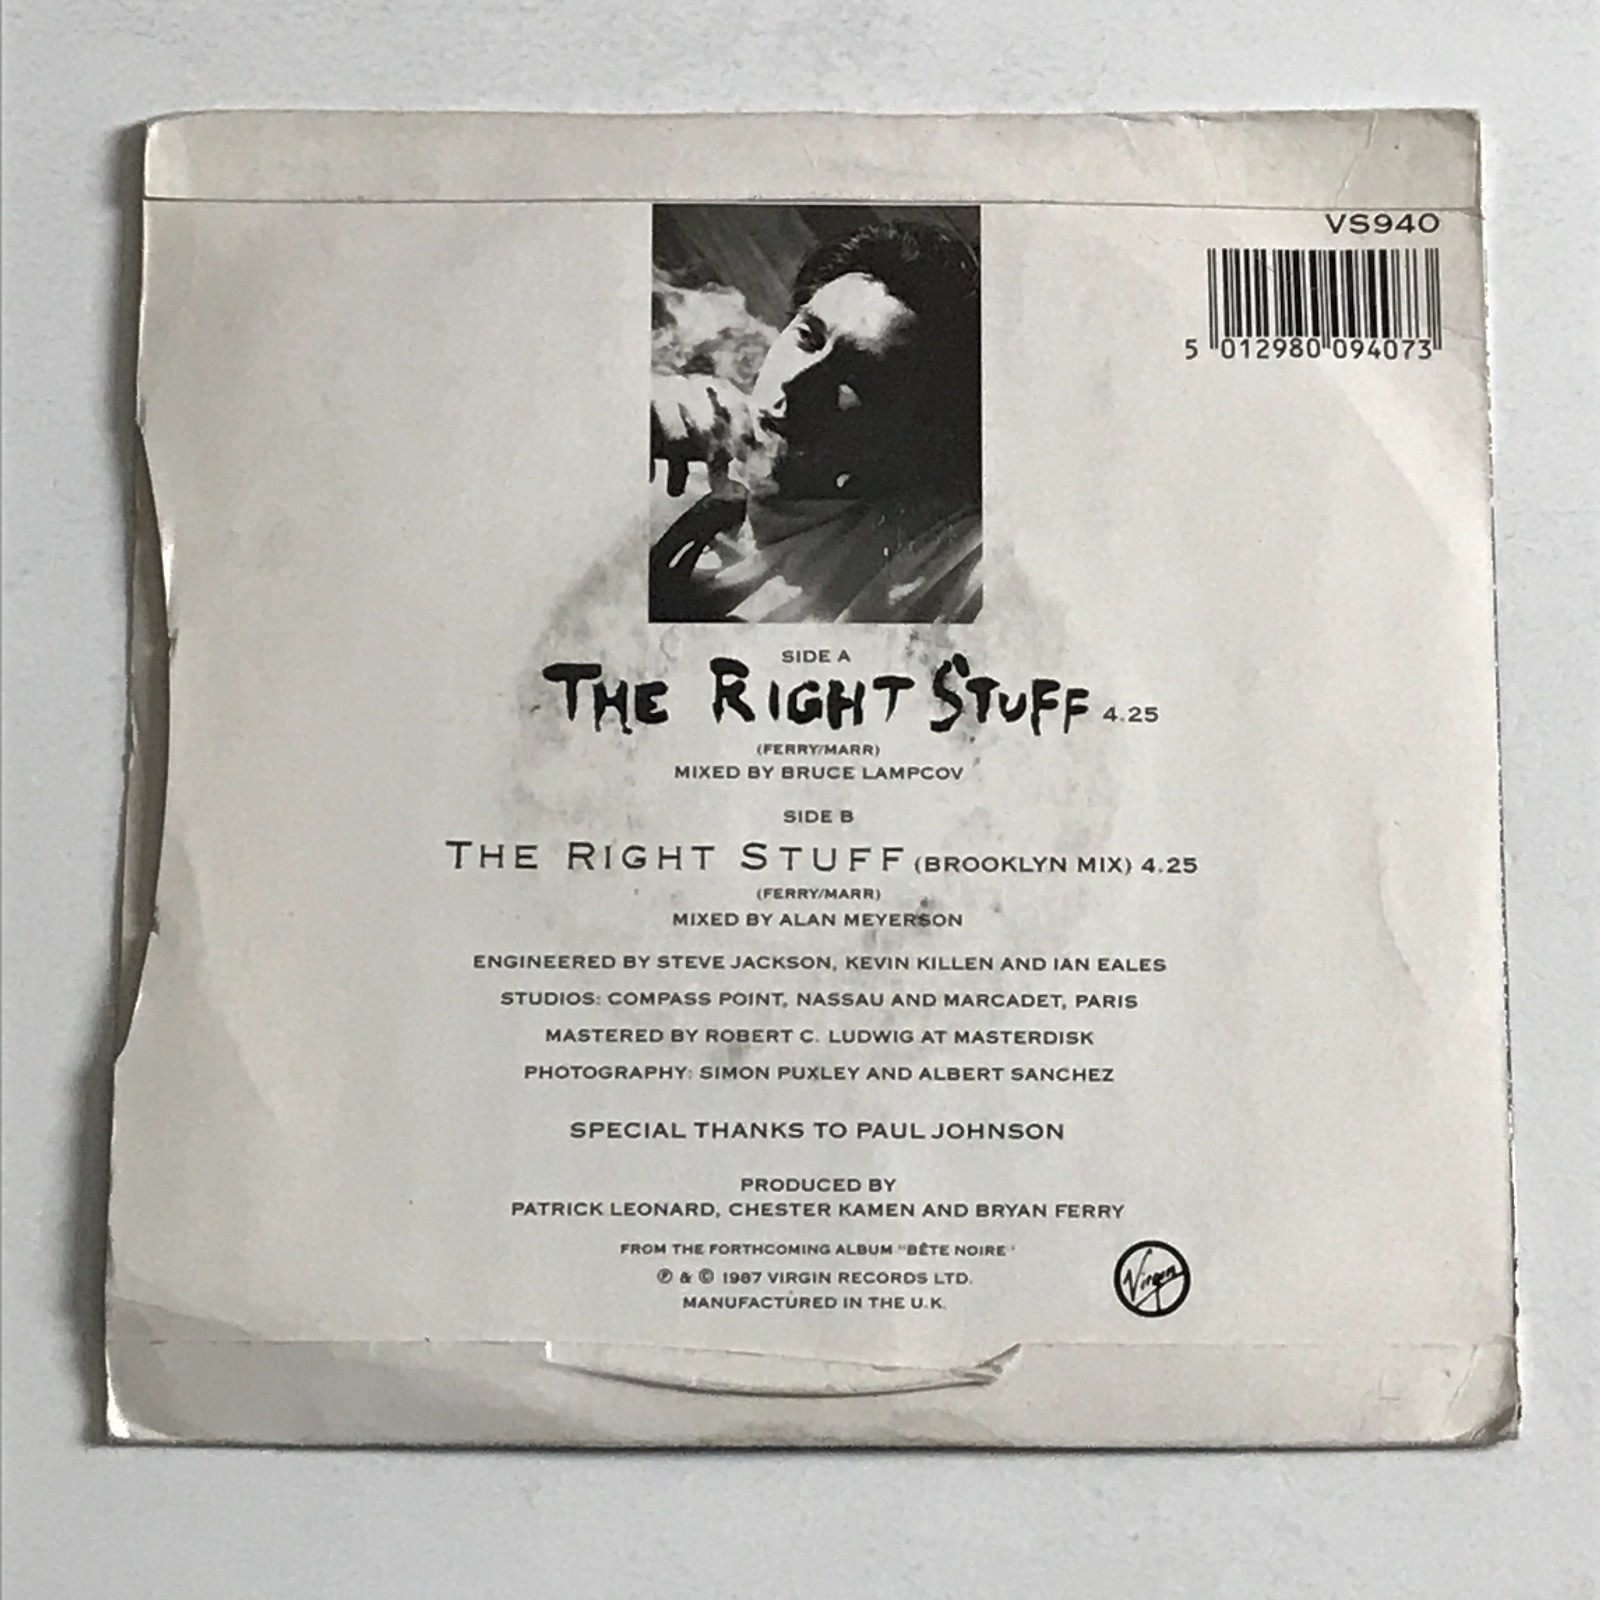 VS940
5 012980 094073
SIDE A
THE RIGHT STUFF 4.25
(FERRY/MARR)
MIXED BY BRUCE LAMPCOV
SIDE B
THE RIGHT STUFF (BROOKLYN MIX) 4.25
(FERRY/MARR)
MIXED BY ALAN MEYERSON
ENGINEERED BY STEVE JACKSON, KEVIN KILLEN AND IAN EALES
STUDIOS: COMPASS POINT, NASSAU AND MARCADET, PARIS
MASTERED BY ROBERT C. LUDWIG AT MASTERDISK
PHOTOGRAPHY: SIMON PUXLEY AND ALBERT SANCHEZ
SPECIAL THANKS TO PAUL JOHNSON
PRODUCED BY
PATRICK LEONARD, CHESTER KAMEN AND BRYAN FERRY
FROM THE FORTHCOMING ALBUM "BÊTE NOIRE"
℗ & © 1987 VIRGIN RECORDS LTD.
MANUFACTURED IN THE U.K.
Virgin